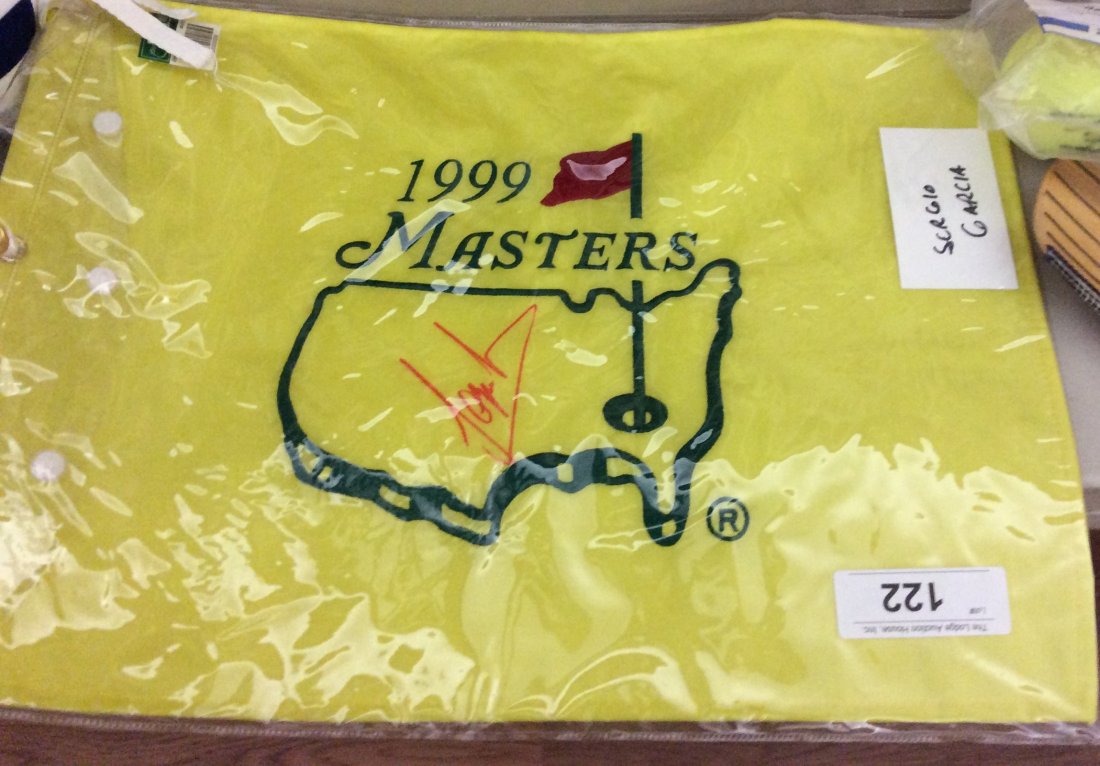 1999
MASTERS
®
SERGIO
GARCIA
The Lodge Auction House, Inc.
Lot#
122